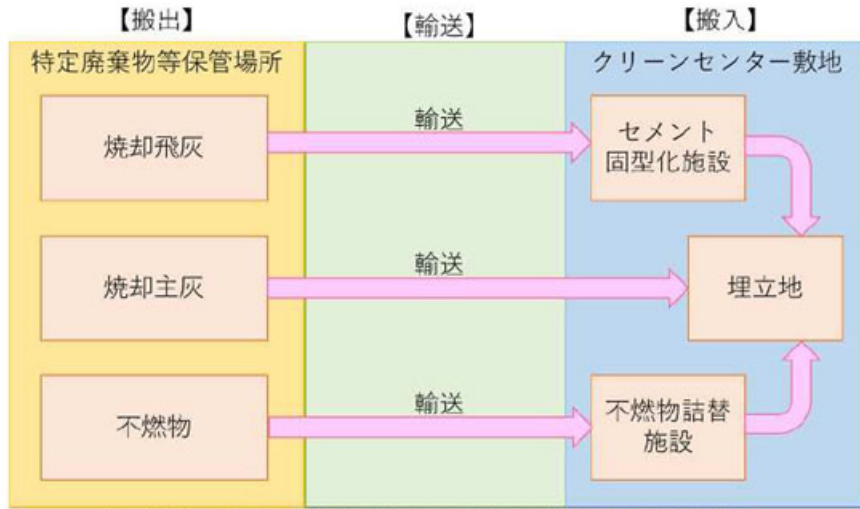 【搬出】
【輸送】
【搬入】
特定廃棄物等保管場所
クリーンセンター敷地
焼却飛灰
輸送
セメント
固型化施設
焼却主灰
輸送
埋立地
不燃物
輸送
不燃物詰替
施設